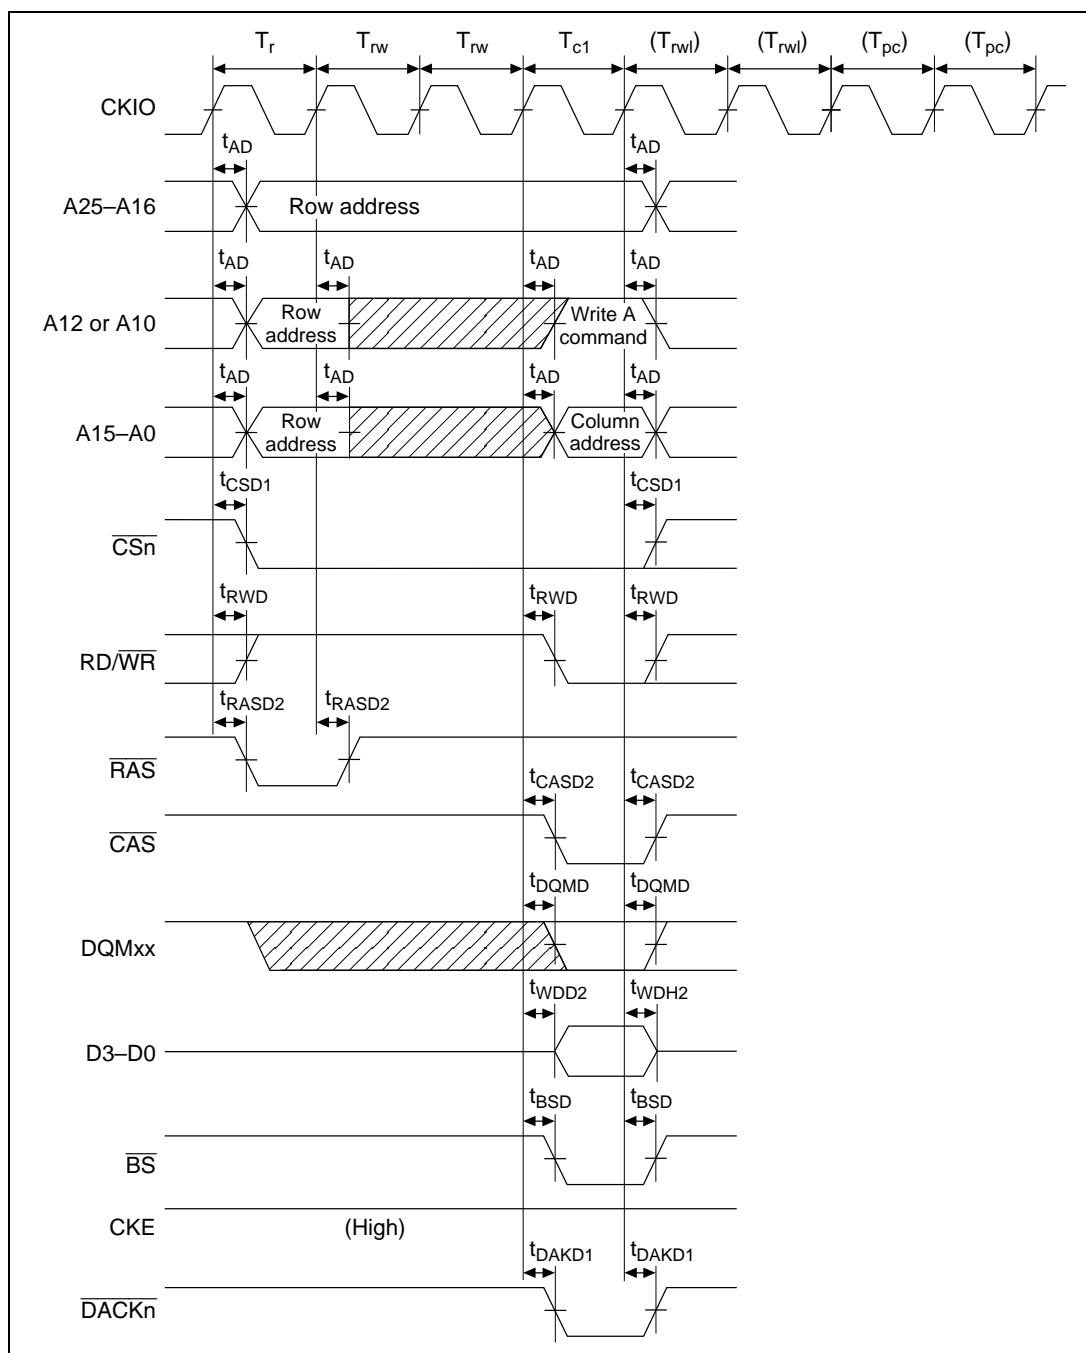 Tr Trw Trw Tc1 (Trwl) (Trwl) (Tpc) (Tpc)
CKIO
tAD tAD
A25–A16 Row address
tAD tAD tAD tAD
A12 or A10 Row address Write A command
tAD tAD tAD tAD
A15–A0 Row address Column address
tCSD1 tCSD1
CSn
tRWD tRWD tRWD
RD/WR
tRASD2 tRASD2
RAS
tCASD2 tCASD2
CAS
tDQMD tDQMD
DQMxx
tWDD2 tWDH2
D3–D0
tBSD tBSD
BS
CKE (High)
tDAKD1 tDAKD1
DACKn